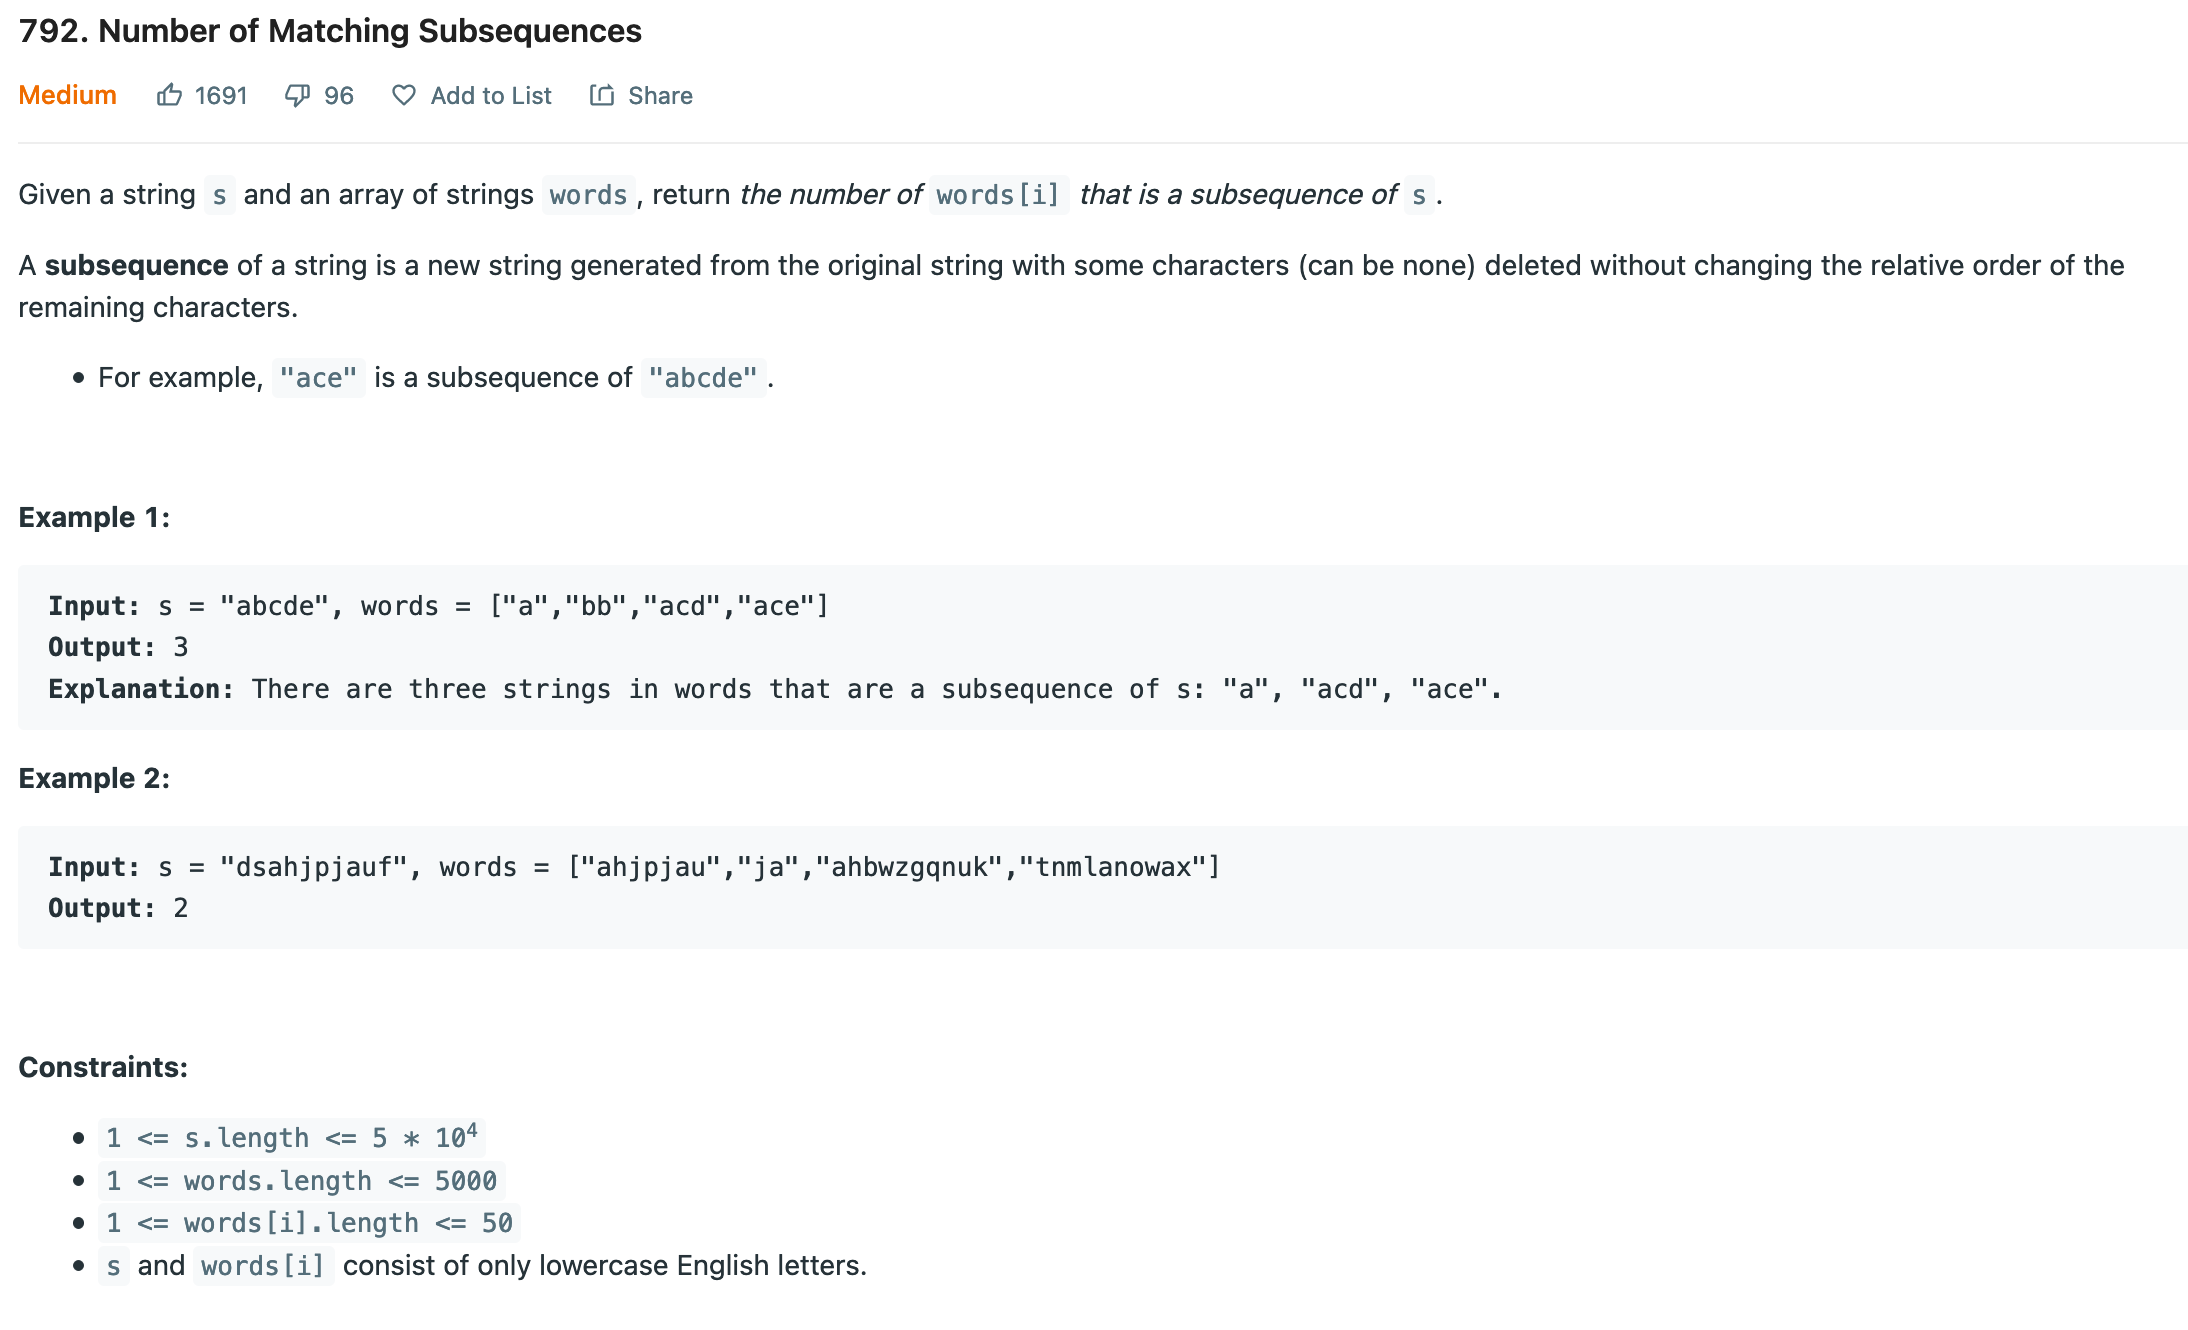 792. Number of Matching Subsequences
Medium 1691 96 Add to List Share
Given a string s and an array of strings words, return the number of words[i] that is a subsequence of s.
A subsequence of a string is a new string generated from the original string with some characters (can be none) deleted without changing the relative order of the
remaining characters.
• For example, "ace" is a subsequence of "abcde".
Example 1:
Input: s = "abcde", words = ["a","bb","acd","ace"]
Output: 3
Explanation: There are three strings in words that are a subsequence of s: "a", "acd", "ace".
Example 2:
Input: s = "dsahjpjauf", words = ["ahjpjau","ja","ahbwzgqnuk","tnmlanowax"]
Output: 2
Constraints:
• 1 <= s.length <= 5 * 10⁴
• 1 <= words.length <= 5000
• 1 <= words[i].length <= 50
• s and words[i] consist of only lowercase English letters.